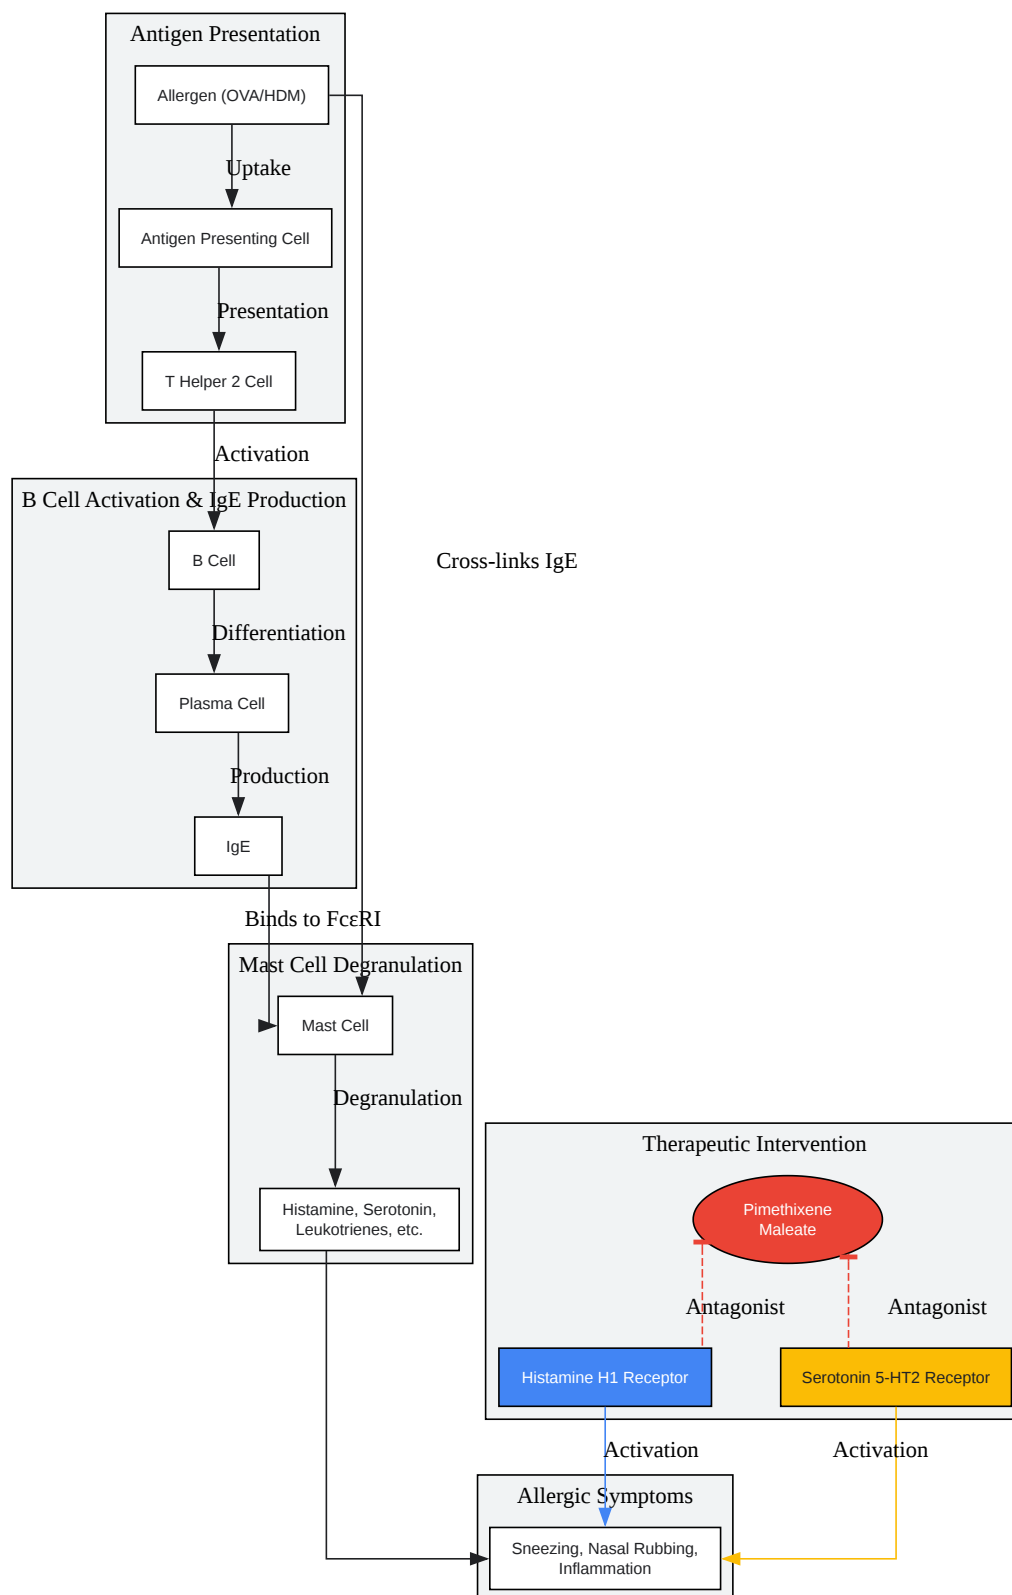 Antigen Presentation
Allergen (OVA/HDM)
Uptake
Antigen Presenting Cell
Presentation
T Helper 2 Cell
Activation
B Cell Activation & IgE Production
B Cell
Cross-links IgE
Differentiation
Plasma Cell
Production
IgE
Binds to FcεRI
Mast Cell Degranulation
Mast Cell
Degranulation
Histamine, Serotonin,
Leukotrienes, etc.
Therapeutic Intervention
Pimethixene
Maleate
Antagonist
Antagonist
Histamine H1 Receptor
Serotonin 5-HT2 Receptor
Activation
Activation
Allergic Symptoms
Sneezing, Nasal Rubbing,
Inflammation